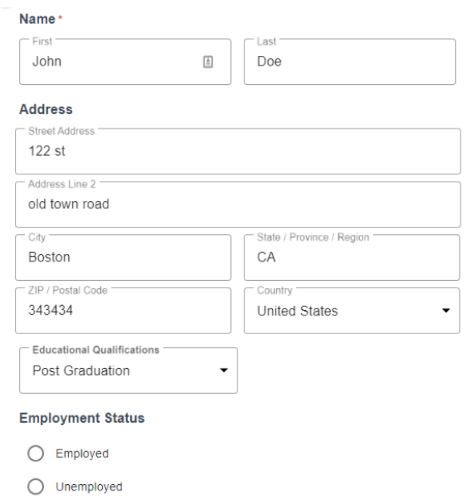 Name *
First Last
John Doe
Address
Street Address
122 st
Address Line 2
old town road
City State / Province / Region
Boston CA
ZIP / Postal Code Country
343434 United States
Educational Qualifications
Post Graduation
Employment Status
Employed
Unemployed